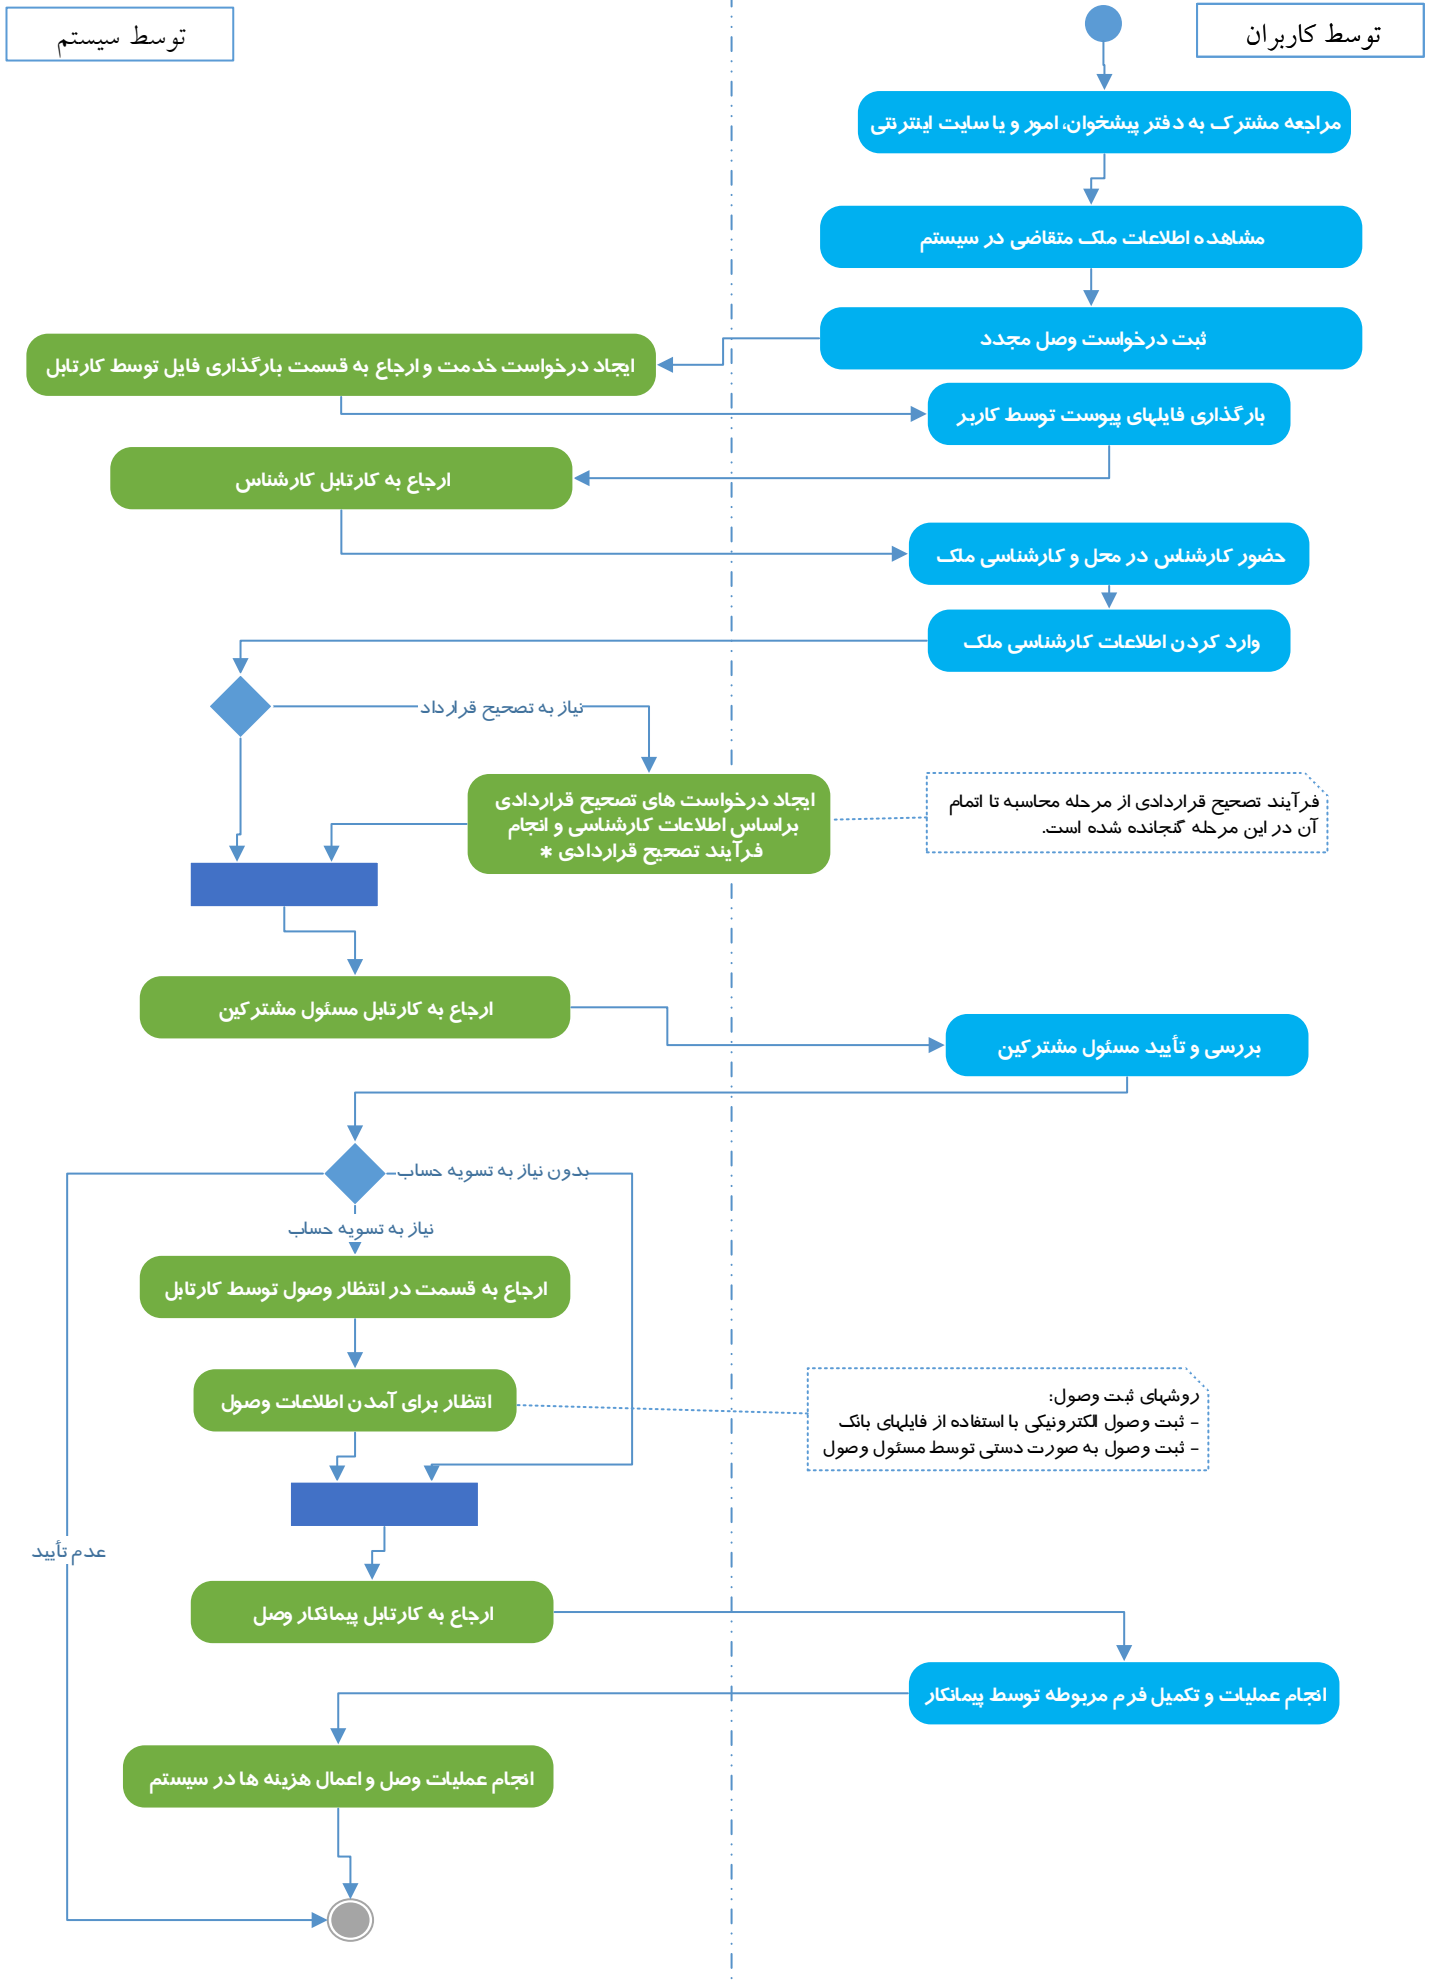 توسط کاربران
توسط سیستم
مراجعه مشترک به دفتر پیشخوان، امور و یا سایت اینترنتی
مشاهده اطلاعات ملک متقاضی در سیستم
ثبت درخواست وصل مجدد
ایجاد درخواست خدمت و ارجاع به قسمت بارگذاری فایل توسط کارتابل
بارگذاری فایلهای پیوست توسط کاربر
ارجاع به کارتابل کارشناس
حضور کارشناس در محل و کارشناسی ملک
وارد کردن اطلاعات کارشناسی ملک
نیاز به تصحیح قرارداد
ایجاد درخواست های تصحیح قراردادی
براساس اطلاعات کارشناسی و انجام
فرآیند تصحیح قراردادی *
فرآیند تصحیح قراردادی از مرحله محاسبه تا اتمام
آن در این مرحله گنجانده شده است.
ارجاع به کارتابل مسئول مشترکین
بررسی و تأیید مسئول مشترکین
بدون نیاز به تسویه حساب
نیاز به تسویه حساب
ارجاع به قسمت در انتظار وصول توسط کارتابل
انتظار برای آمدن اطلاعات وصول
روشهای ثبت وصول:
- ثبت وصول الکترونیکی با استفاده از فایلهای بانک
- ثبت وصول به صورت دستی توسط مسئول وصول
عدم تأیید
ارجاع به کارتابل پیمانکار وصل
انجام عملیات و تکمیل فرم مربوطه توسط پیمانکار
انجام عملیات وصل و اعمال هزینه ها در سیستم